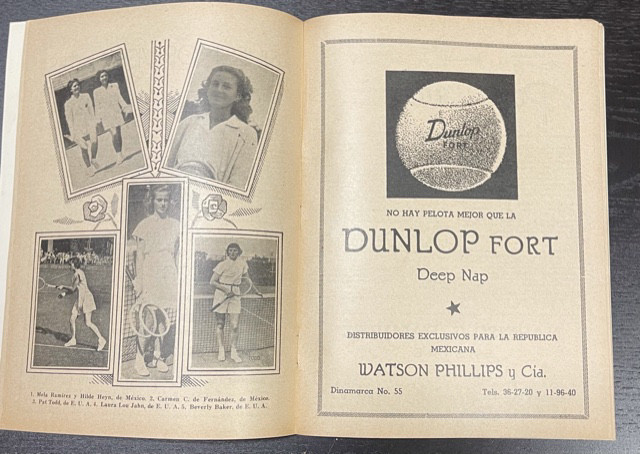 1. Mela Ramírez y Hilde Heyn, de México. 2. Carmen C. de Fernández, de México.
3. Pat Todd, de E. U. A. 4. Laura Lou Jahn, de E. U. A. 5. Beverly Baker, de E. U. A.
Dunlop
FORT
NO HAY PELOTA MEJOR QUE LA
DUNLOP FORT
Deep Nap
DISTRIBUIDORES EXCLUSIVOS PARA LA REPUBLICA
MEXICANA
WATSON PHILLIPS y Cia.
Dinamarca No. 55 Tels. 36-27-20 y 11-96-40